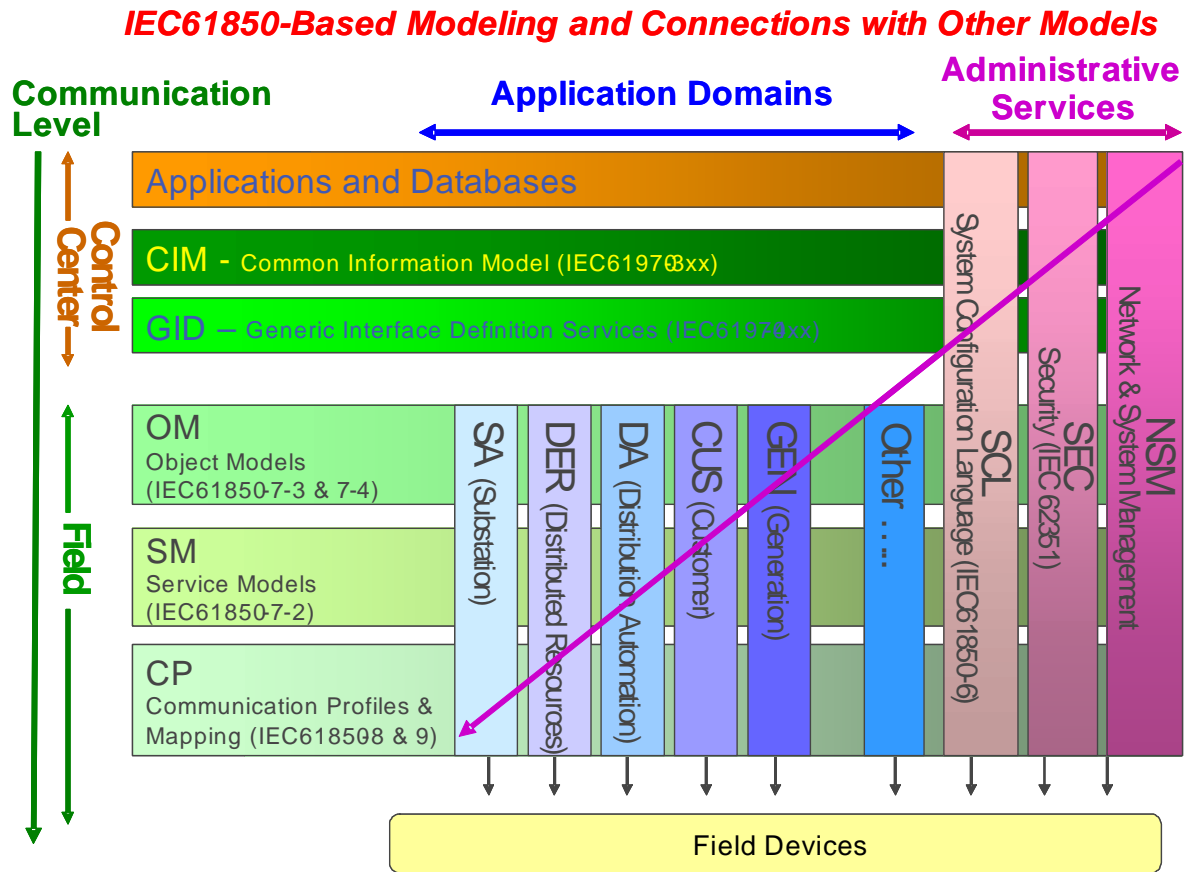 IEC61850-Based Modeling and Connections with Other Models
Communication
Level
Application Domains
Administrative
Services
Control
Center
Field
Applications and Databases
CIM - Common Information Model (IEC61970-3xx)
GID – Generic Interface Definition Services (IEC61970-4xx)
OM
Object Models
(IEC61850-7-3 & 7-4)
SM
Service Models
(IEC61850-7-2)
CP
Communication Profiles &
Mapping (IEC61850-8 & 9)
SA (Substation)
DER (Distributed Resources)
DA (Distribution Automation)
CUS (Customer)
GEN (Generation)
Other …..
SCL
System Configuration Language (IEC61850-6)
SEC
Security (IEC 62351)
NSM
Network & System Management
Field Devices